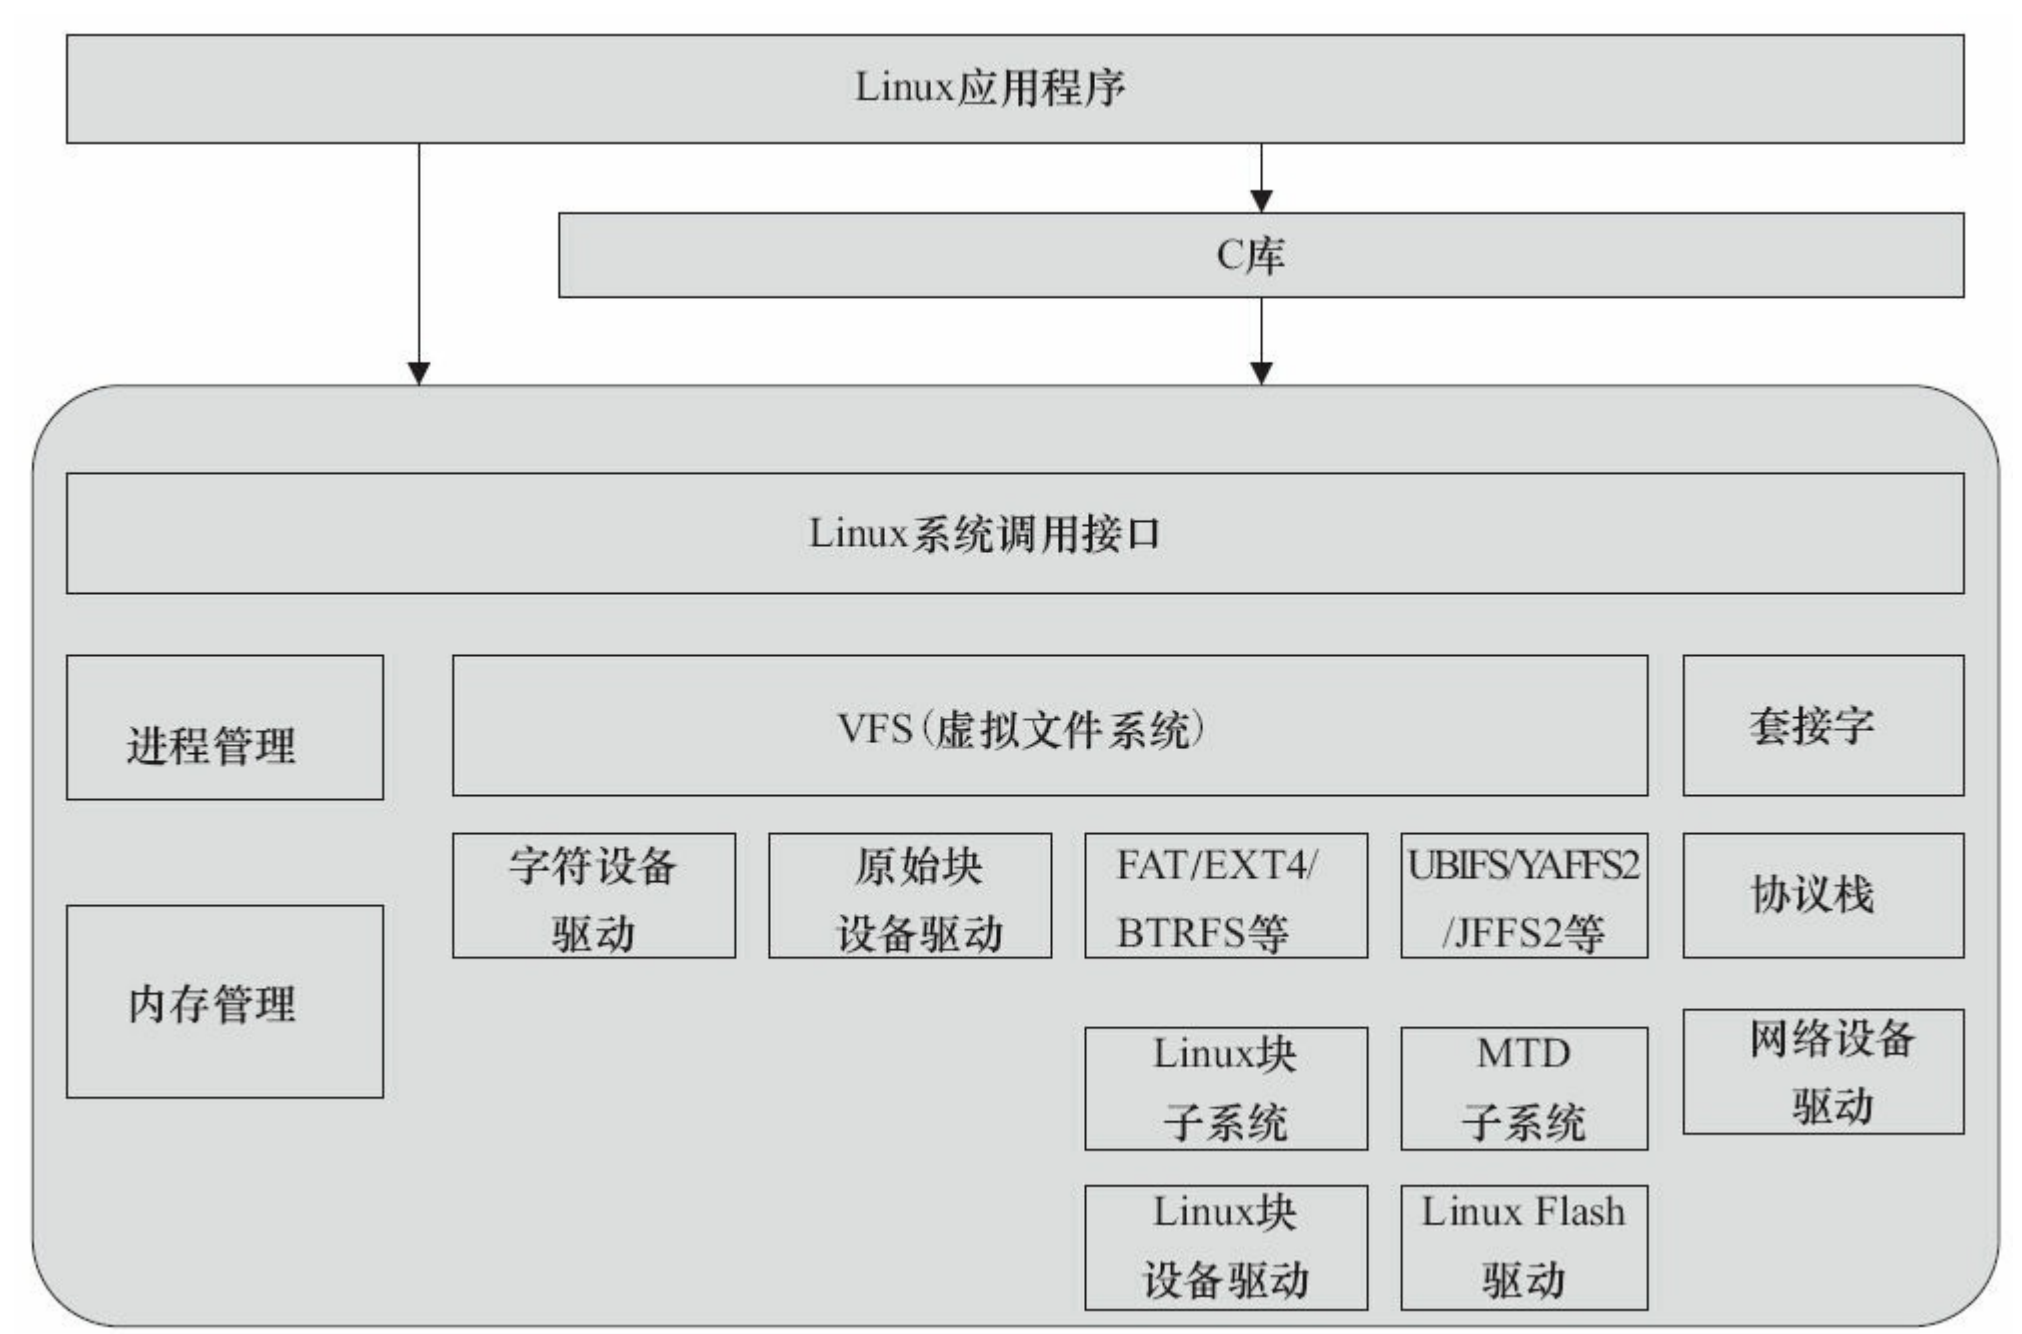 Linux应用程序
C库
Linux系统调用接口
进程管理
VFS(虚拟文件系统)
套接字
字符设备
驱动
原始块
设备驱动
FAT/EXT4/
BTRFS等
UBIFS/YAFFS2
/JFFS2等
协议栈
内存管理
Linux块
子系统
MTD
子系统
网络设备
驱动
Linux块
设备驱动
Linux Flash
驱动